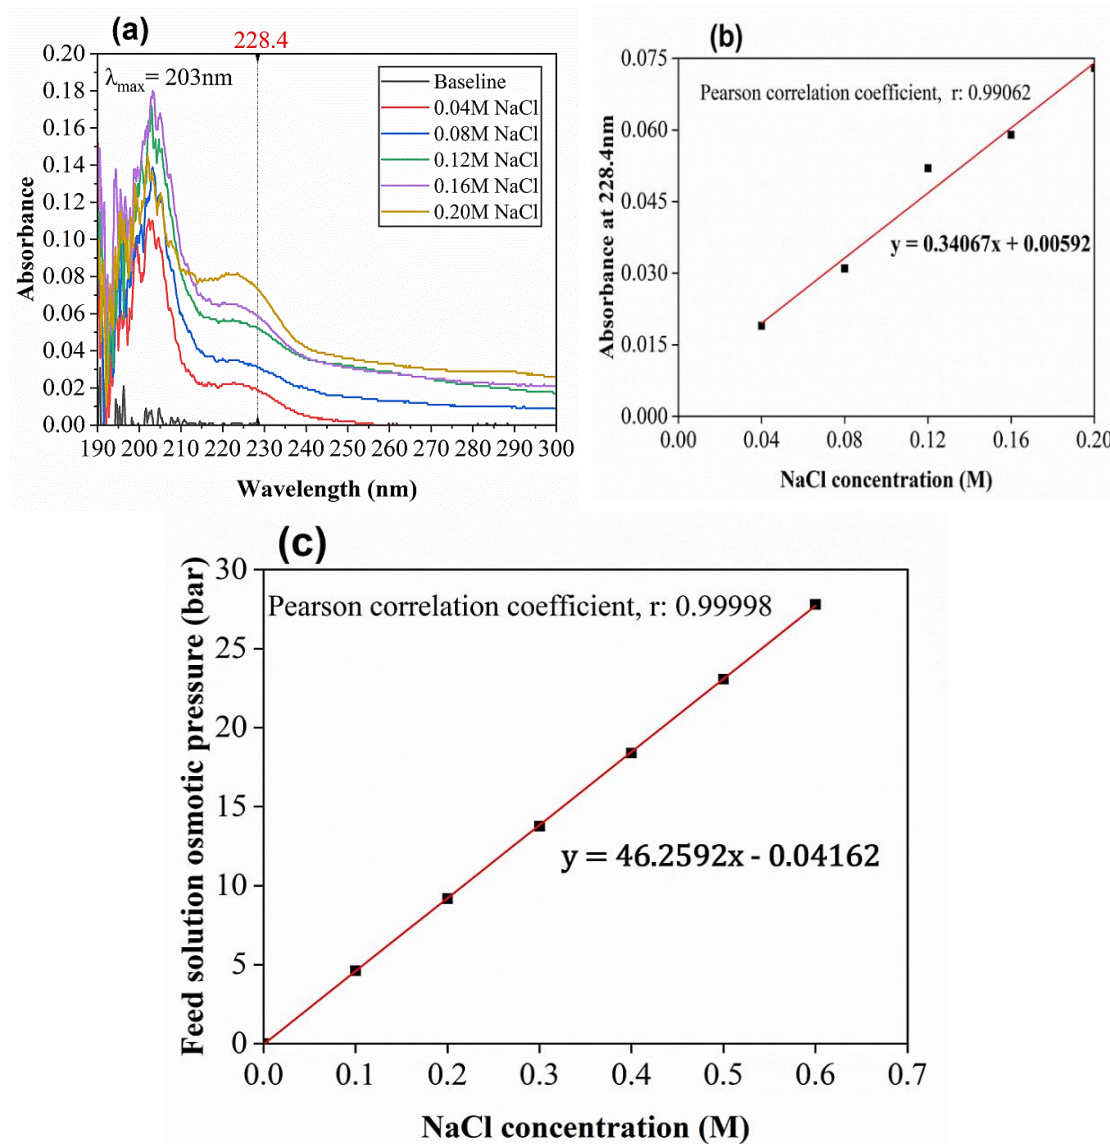 (a)
228.4
λmax= 203nm
Baseline
0.04M NaCl
0.08M NaCl
0.12M NaCl
0.16M NaCl
0.20M NaCl
0.20
0.18
0.16
0.14
0.12
0.10
0.08
0.06
0.04
0.02
0.00
Absorbance
190 200 210 220 230 240 250 260 270 280 290 300
Wavelength (nm)
(b)
Pearson correlation coefficient, r: 0.99062
y = 0.34067x + 0.00592
0.075
0.060
0.045
0.030
0.015
0.000
Absorbance at 228.4nm
0.00 0.04 0.08 0.12 0.16 0.20
NaCl concentration (M)
(c)
Pearson correlation coefficient, r: 0.99998
y = 46.2592x - 0.04162
30
25
20
15
10
5
0
Feed solution osmotic pressure (bar)
0.0 0.1 0.2 0.3 0.4 0.5 0.6 0.7
NaCl concentration (M)